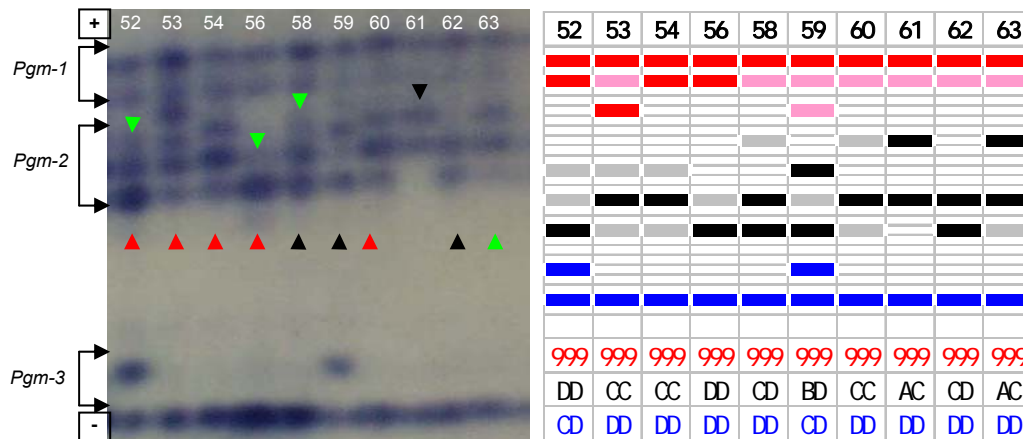 + 52 53 54 56 58 59 60 61 62 63
Pgm-1
Pgm-2
Pgm-3
-
52 53 54 56 58 59 60 61 62 63
999 999 999 999 999 999 999 999 999 999
DD CC CC DD CD BD CC AC CD AC
CD DD DD DD DD CD DD DD DD DD